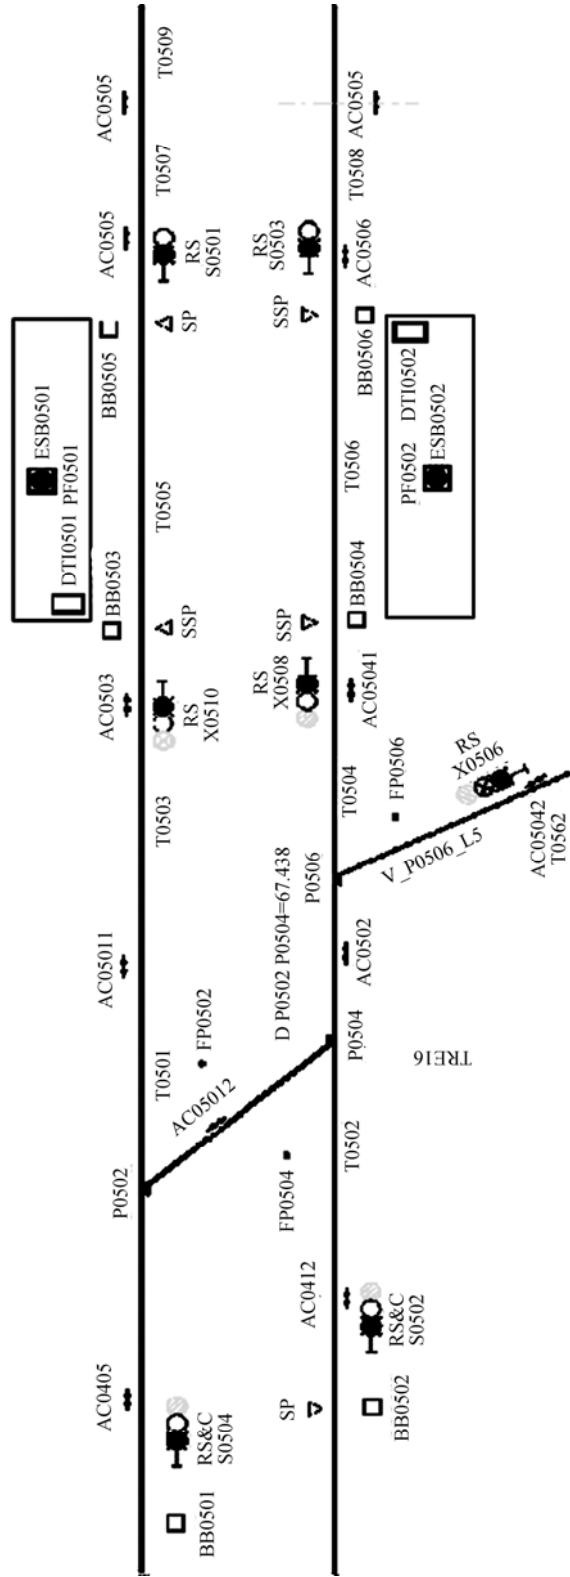 ESB0501
DTI0501 PF0501
AC0405
P0502
AC05011
AC0503
BB0503
BB0505
AC0505
AC0505
T0501
T0503
T0505
T0507
T0509
BB0501
RS&C
S0504
AC05012
FP0502
RS
X0510
SSP
SP
RS
S0501
SP
FP0504
D P0502 P0504=67.438
RS
X0508
SSP
SSP
RS
S0503
AC0412
P0506
T0502
P0504
T0504
T0506
T0508
AC0505
RS&C
S0502
BB0502
AC0502
AC05041
BB0504
BB0506
AC0506
FP0506
V_P0506_L5
RS
X0506
AC05042
T0562
PF0502 DTI0502
ESB0502
TRE16